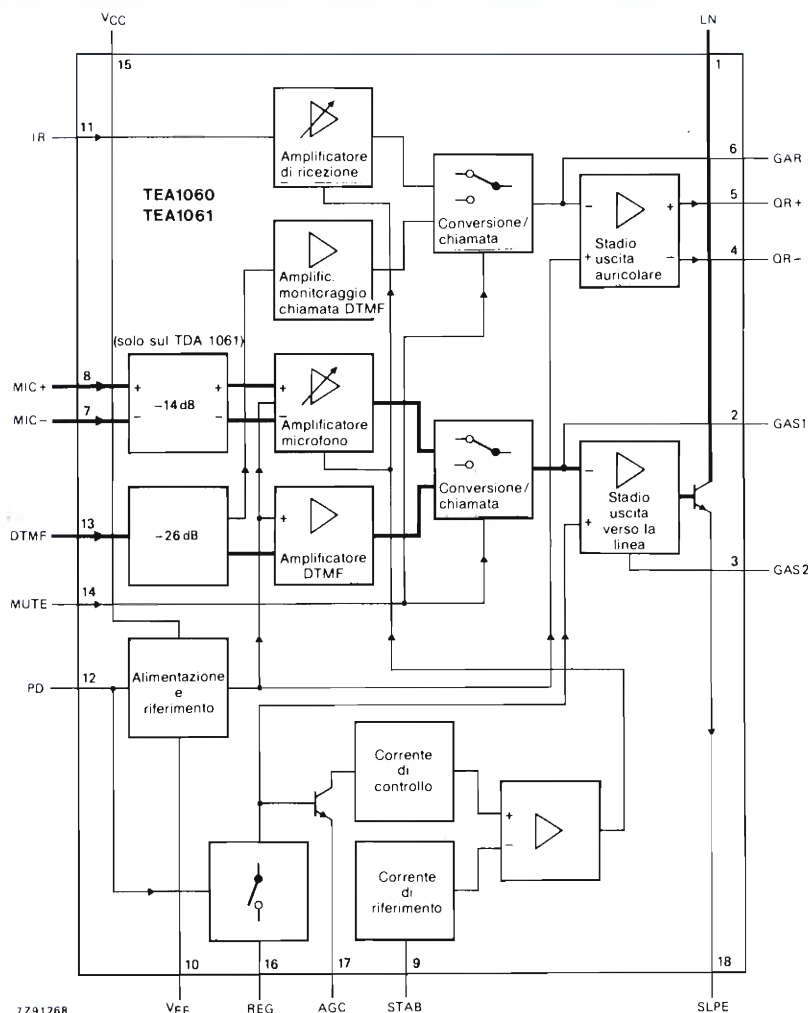 VCC
LN
15
1
IR
11
Amplificatore
di ricezione
6
GAR
TEA1060
TEA1061
Conversione/
chiamata
5
QR+
Stadio
uscita
auricolare
4
QR-
Amplific.
monitoraggio
chiamata DTMF
(solo sul TDA 1061)
MIC+
8
-14 dB
MIC-
7
Amplificatore
microfono
2
GAS1
Conversione/
chiamata
Stadio
uscita
verso la
linea
DTMF
13
-26 dB
Amplificatore
DTMF
3
GAS2
MUTE
14
PD
12
Alimentazione
e
riferimento
Corrente
di
controllo
Corrente
di
riferimento
10
16
17
9
18
VEE
REG
AGC
STAB
SLPE
7Z91268